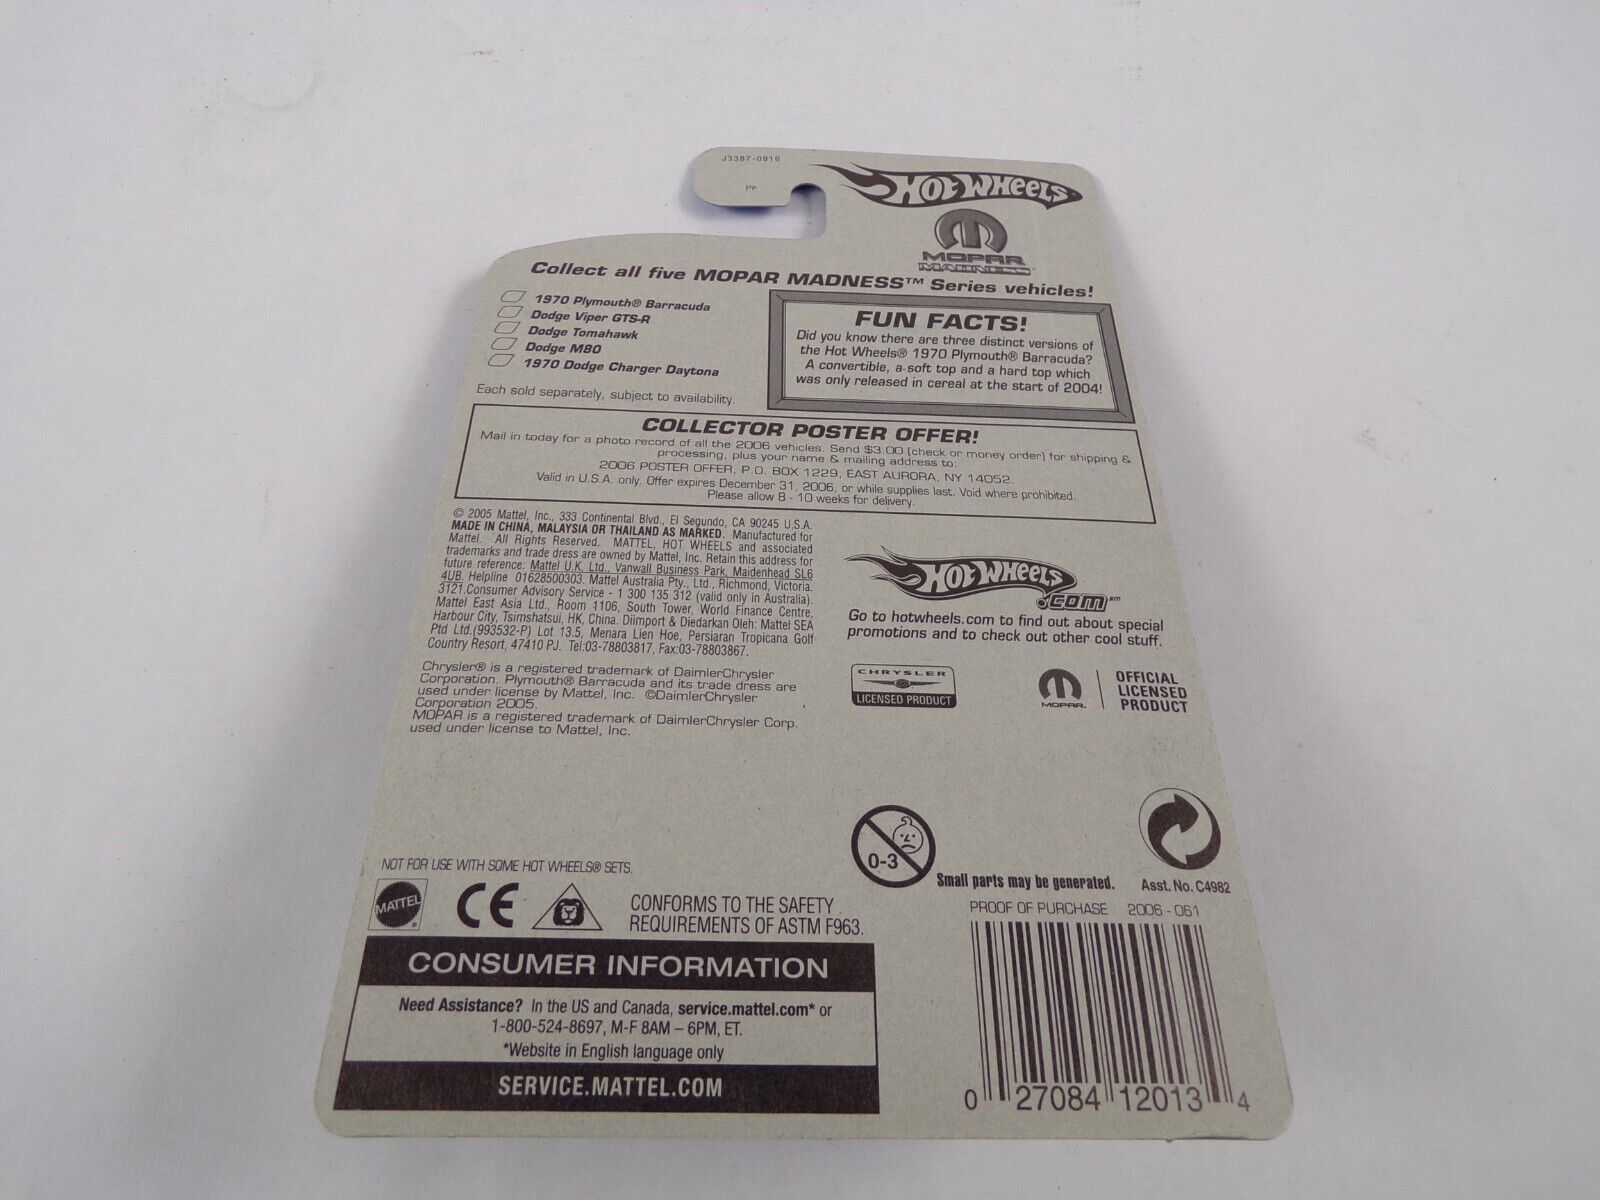 J3387-0910
Pp
HOT WHEELS
MOPAR
MADNESS™
Collect all five MOPAR MADNESS™ Series vehicles!
1970 Plymouth® Barracuda
Dodge Viper GTS-R
Dodge Tomahawk
Dodge M80
1970 Dodge Charger Daytona
Each sold separately, subject to availability.
FUN FACTS!
Did you know there are three distinct versions of
the Hot Wheels® 1970 Plymouth® Barracuda?
A convertible, a soft top and a hard top which
was only released in cereal at the start of 2004!
COLLECTOR POSTER OFFER!
Mail in today for a photo record of all the 2006 vehicles. Send $3.00 (check or money order) for shipping &
processing, plus your name & mailing address to:
2006 POSTER OFFER, P.O. BOX 1229, EAST AURORA, NY 14052.
Valid in U.S.A. only. Offer expires December 31, 2006, or while supplies last. Void where prohibited.
Please allow 8 - 10 weeks for delivery.
© 2005 Mattel, Inc., 333 Continental Blvd., El Segundo, CA 90245 U.S.A.
MADE IN CHINA, MALAYSIA OR THAILAND AS MARKED. Manufactured for
Mattel. All Rights Reserved. MATTEL, HOT WHEELS and associated
trademarks and trade dress are owned by Mattel, Inc. Retain this address for
future reference: Mattel U.K. Ltd., Vanwall Business Park, Maidenhead SL6
4UB. Helpline 01628500303. Mattel Australia Pty., Ltd., Richmond, Victoria.
3121.Consumer Advisory Service - 1 300 135 312 (valid only in Australia).
Mattel East Asia Ltd., Room 1106, South Tower, World Finance Centre,
Harbour City, Tsimshatsui, HK, China. Diimport & Diedarkan Oleh: Mattel SEA
Ptd Ltd.(993532-P) Lot 13.5, Menara Lien Hoe, Persiaran Tropicana Golf
Country Resort, 47410 PJ. Tel:03-78803817, Fax:03-78803867.
Chrysler® is a registered trademark of DaimlerChrysler
Corporation. Plymouth® Barracuda and its trade dress are
used under license by Mattel, Inc. ©DaimlerChrysler
Corporation 2005.
MOPAR is a registered trademark of DaimlerChrysler Corp.
used under license to Mattel, Inc.
HOT WHEELS
.COM℠
Go to hotwheels.com to find out about special
promotions and to check out other cool stuff.
CHRYSLER
LICENSED PRODUCT
MOPAR.
OFFICIAL
LICENSED
PRODUCT
NOT FOR USE WITH SOME HOT WHEELS® SETS.
MATTEL®
CE
CONFORMS TO THE SAFETY
REQUIREMENTS OF ASTM F963.
0-3
Small parts may be generated.
Asst. No. C4982
PROOF OF PURCHASE 2006 - 061
CONSUMER INFORMATION
Need Assistance? In the US and Canada, service.mattel.com* or
1-800-524-8697, M-F 8AM – 6PM, ET.
*Website in English language only
SERVICE.MATTEL.COM
0 27084 12013 4